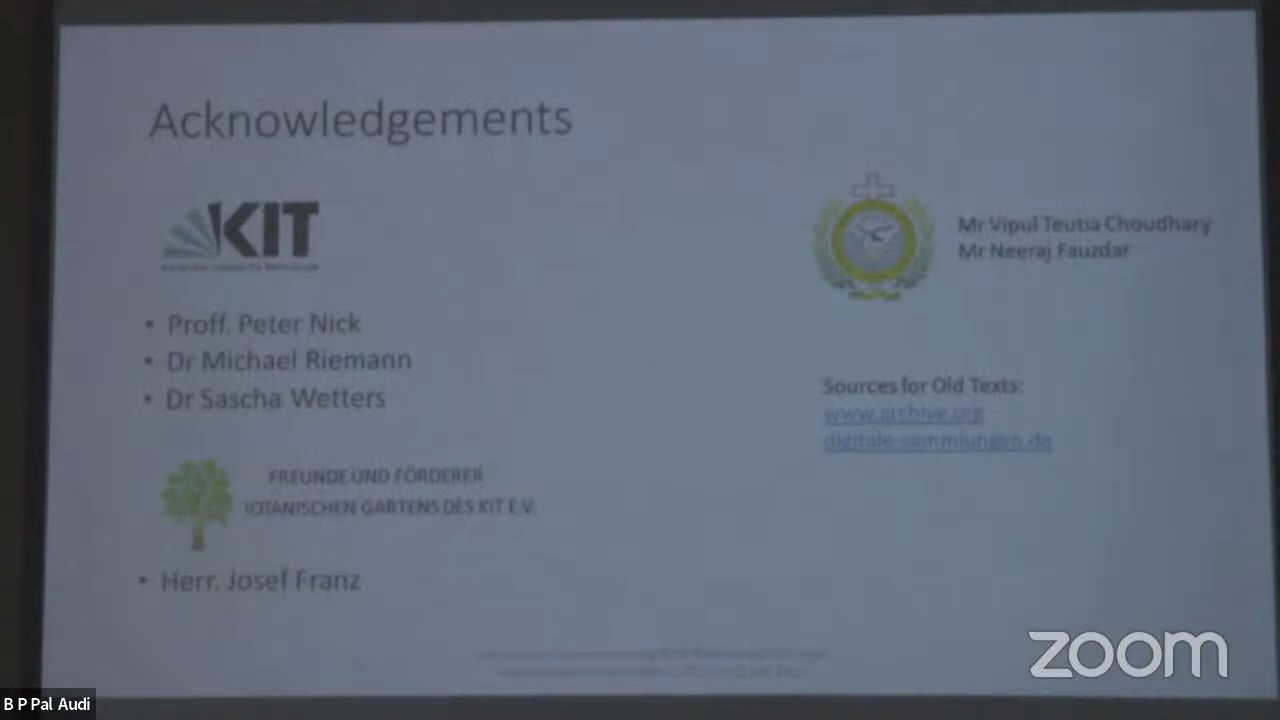 Acknowledgements
KIT
• Proff. Peter Nick
• Dr Michael Riemann
• Dr Sascha Wetters
FREUNDE UND FÖRDERER
BOTANISCHEN GARTENS DES KIT E.V.
• Herr. Josef Franz
Mr Vipul Teutia Choudhary
Mr Neeraj Fauzdar
Sources for Old Texts:
www.archive.org
digitale-sammlungen.de
zoom
B P Pal Audi